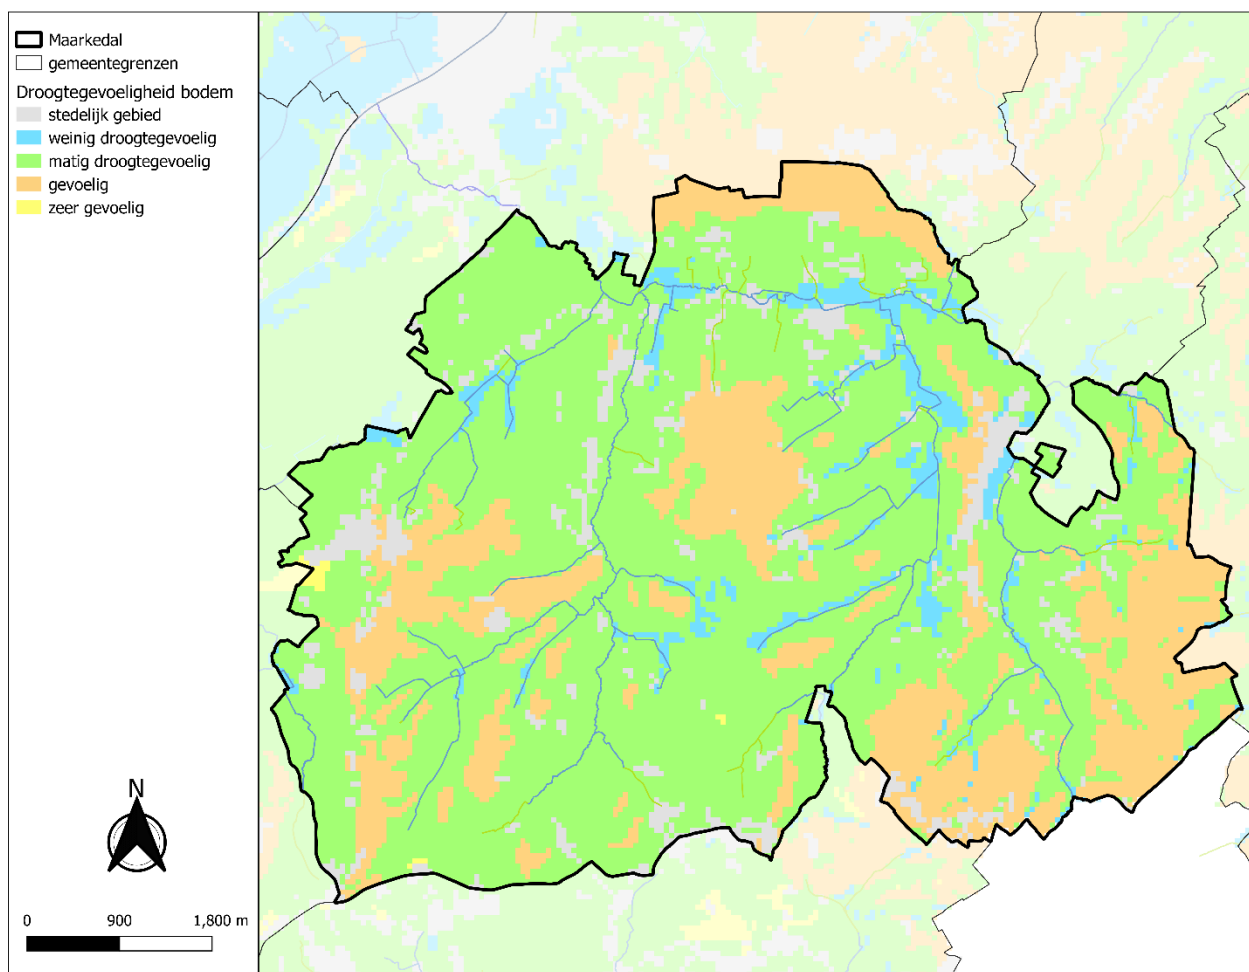 Maarkedal
gemeentegrenzen
Droogtegevoeligheid bodem
stedelijk gebied
weinig droogtegevoelig
matig droogtegevoelig
gevoelig
zeer gevoelig
N
0 900 1,800 m